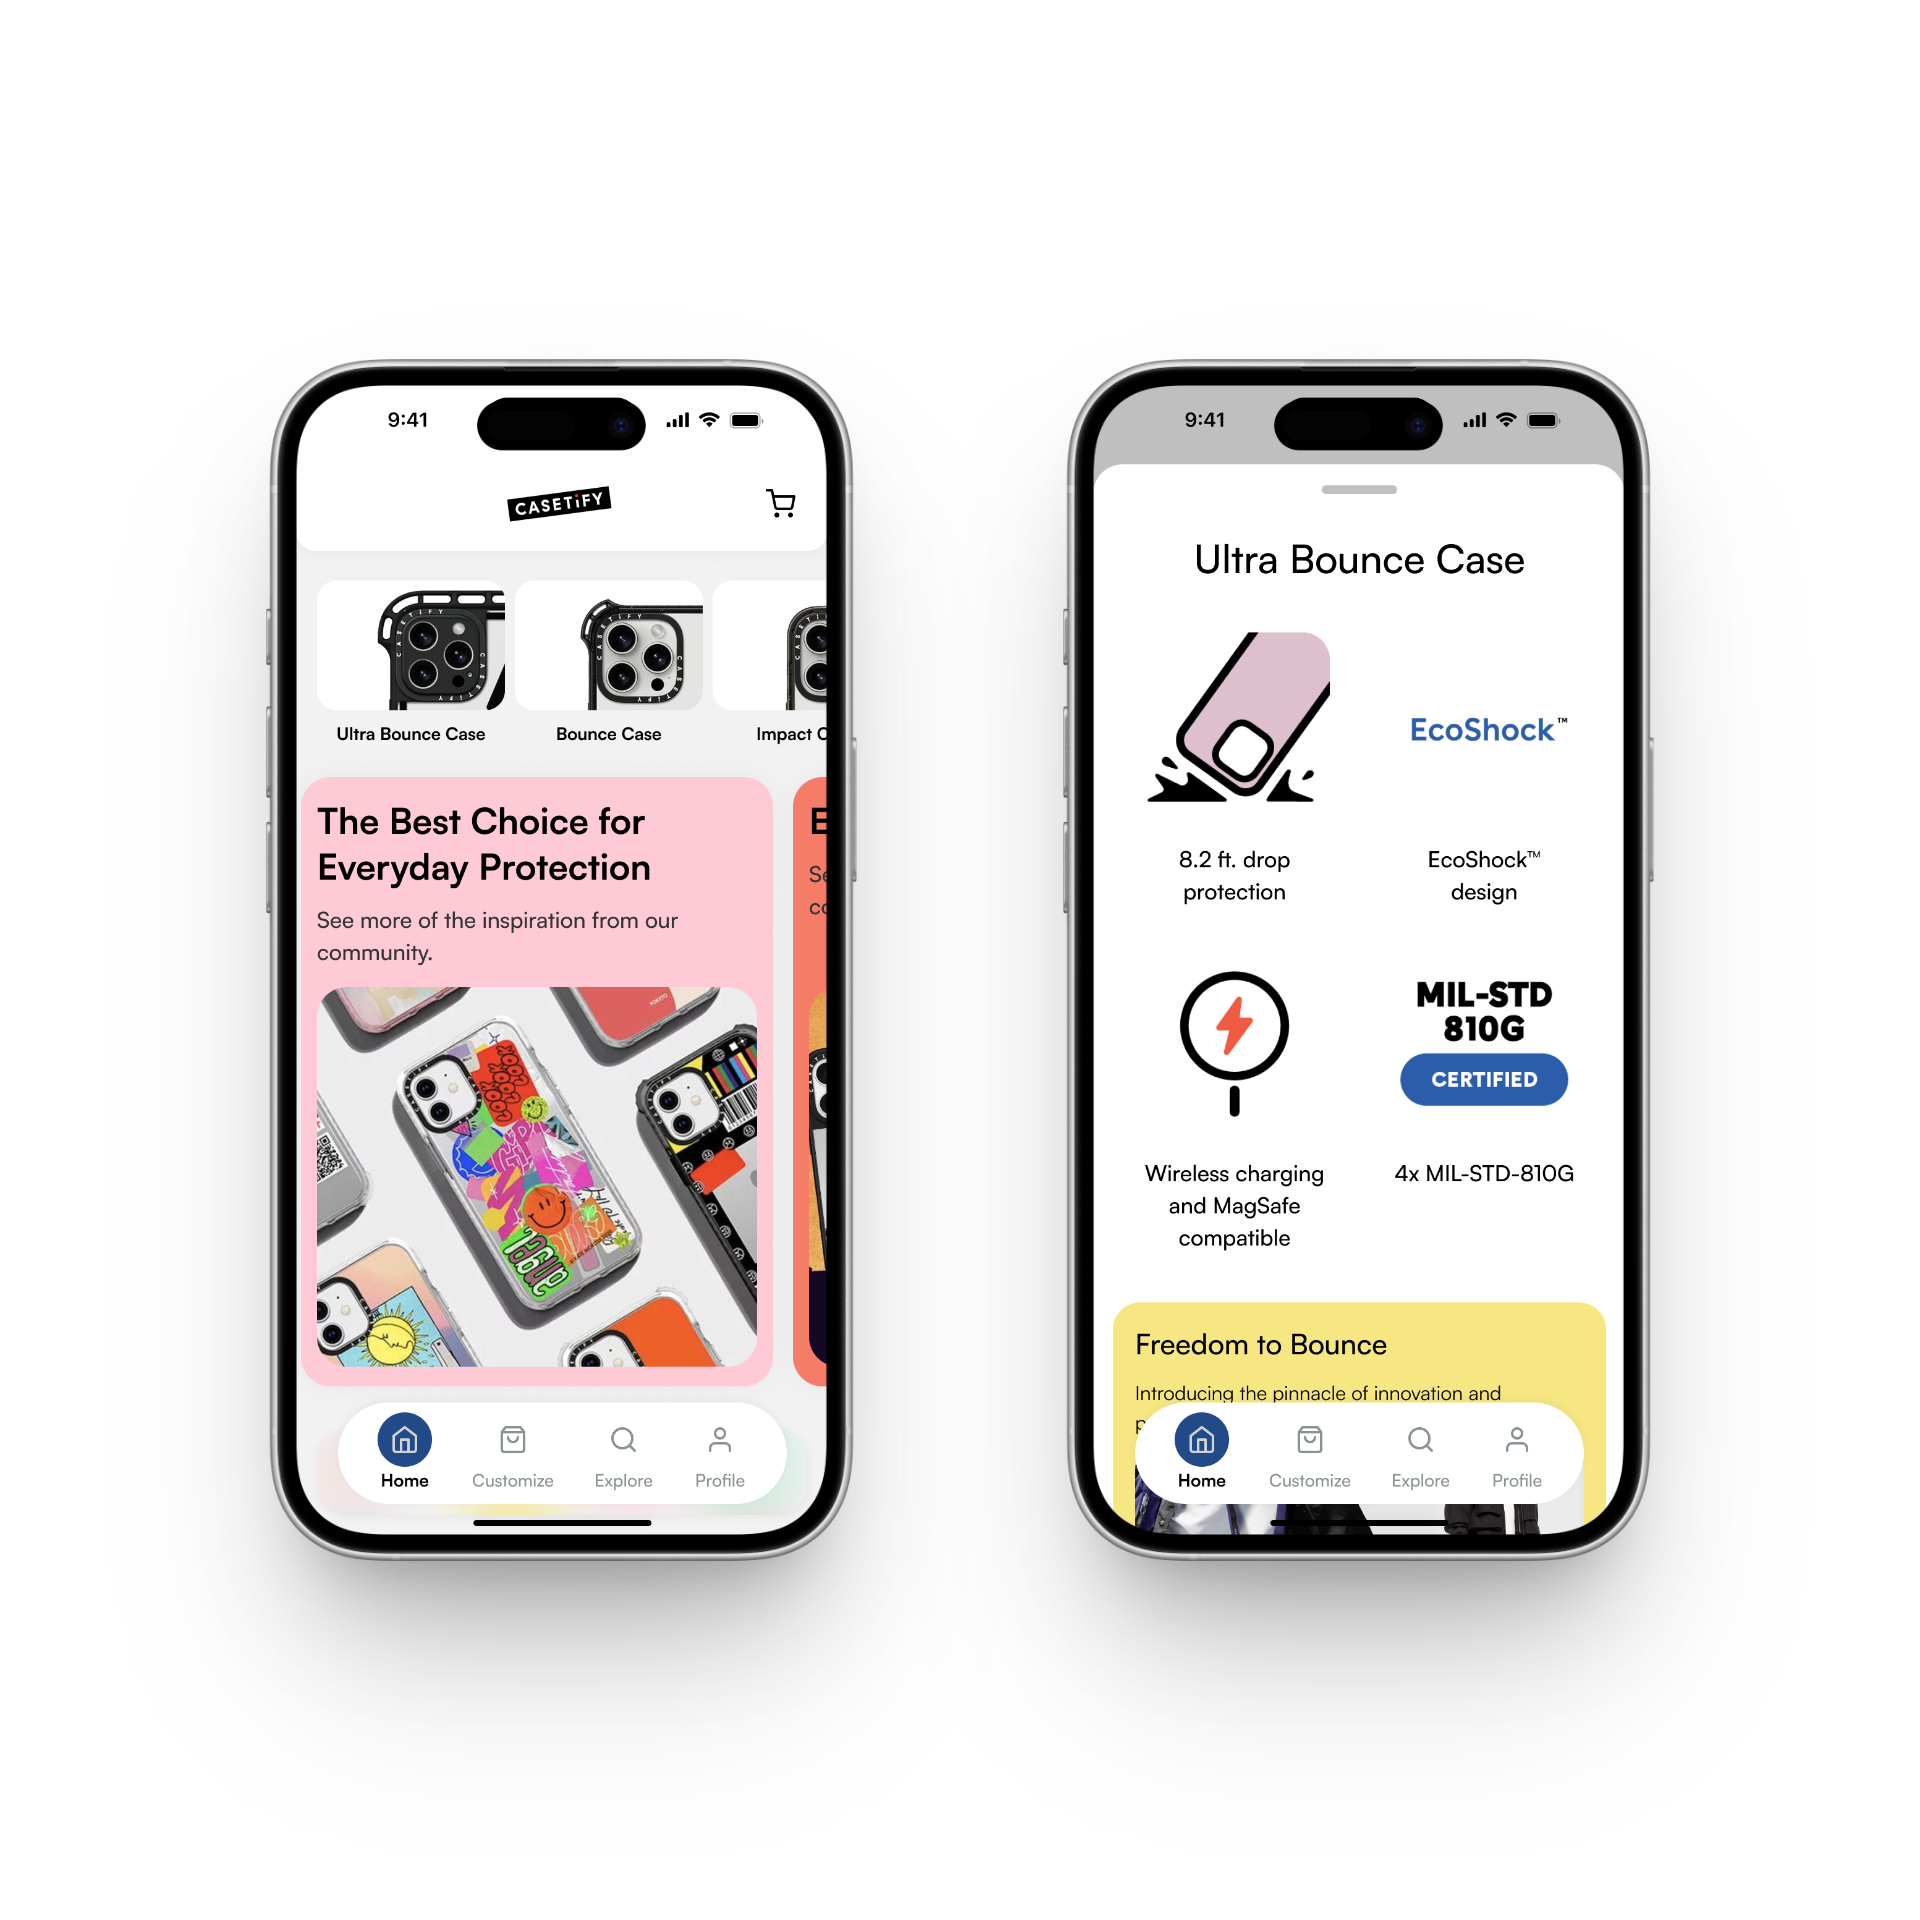 9:41
CASETiFY
Ultra Bounce Case
Bounce Case
Impact C
The Best Choice for
Everyday Protection
See more of the inspiration from our
community.
E
Se
co
Home
Customize
Explore
Profile
9:41
Ultra Bounce Case
EcoShock™
8.2 ft. drop
protection
EcoShock™
design
MIL-STD
810G
CERTIFIED
Wireless charging
and MagSafe
compatible
4x MIL-STD-810G
Freedom to Bounce
Introducing the pinnacle of innovation and
Home
Customize
Explore
Profile